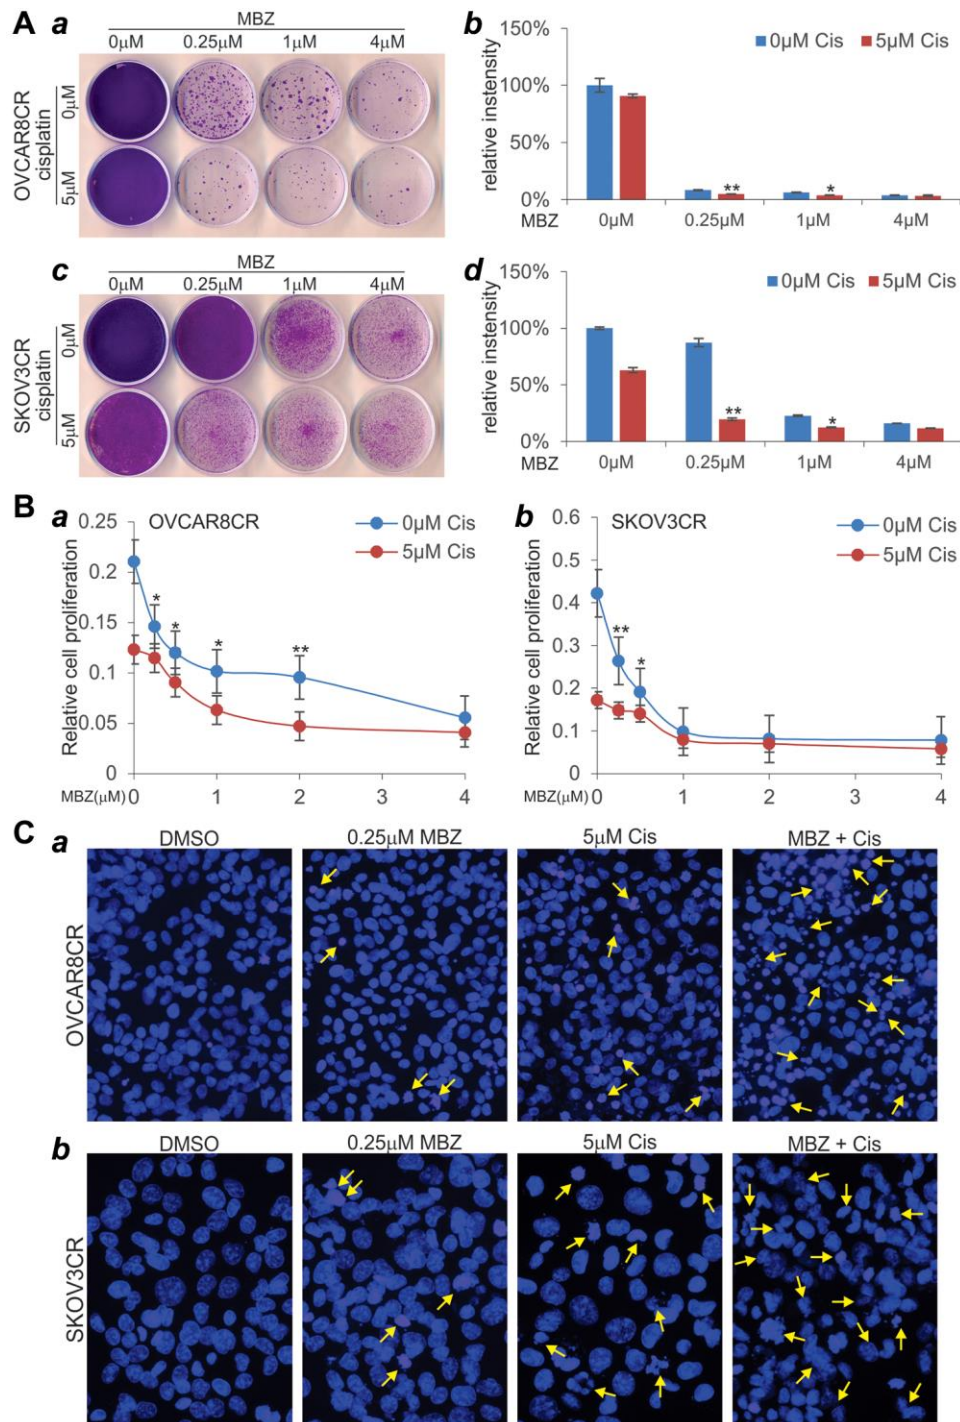 A a
MBZ
0μM 0.25μM 1μM 4μM
OVCAR8CR
cisplatin
0μM
5μM
b
150%
100%
50%
0%
relative instensity
0μM Cis 5μM Cis
** *
MBZ 0μM 0.25μM 1μM 4μM
c
MBZ
0μM 0.25μM 1μM 4μM
SKOV3CR
cisplatin
0μM
5μM
d
150%
100%
50%
0%
relative instensity
0μM Cis 5μM Cis
** *
MBZ 0μM 0.25μM 1μM 4μM
B a
OVCAR8CR
0μM Cis
5μM Cis
Relative cell proliferation
0.25
0.2
0.15
0.1
0.05
0
* * * **
MBZ(μM) 0 1 2 3 4
b
SKOV3CR
0μM Cis
5μM Cis
Relative cell proliferation
0.6
0.5
0.4
0.3
0.2
0.1
0
** *
MBZ(μM) 0 1 2 3 4
C a
DMSO 0.25μM MBZ 5μM Cis MBZ + Cis
OVCAR8CR
b
DMSO 0.25μM MBZ 5μM Cis MBZ + Cis
SKOV3CR